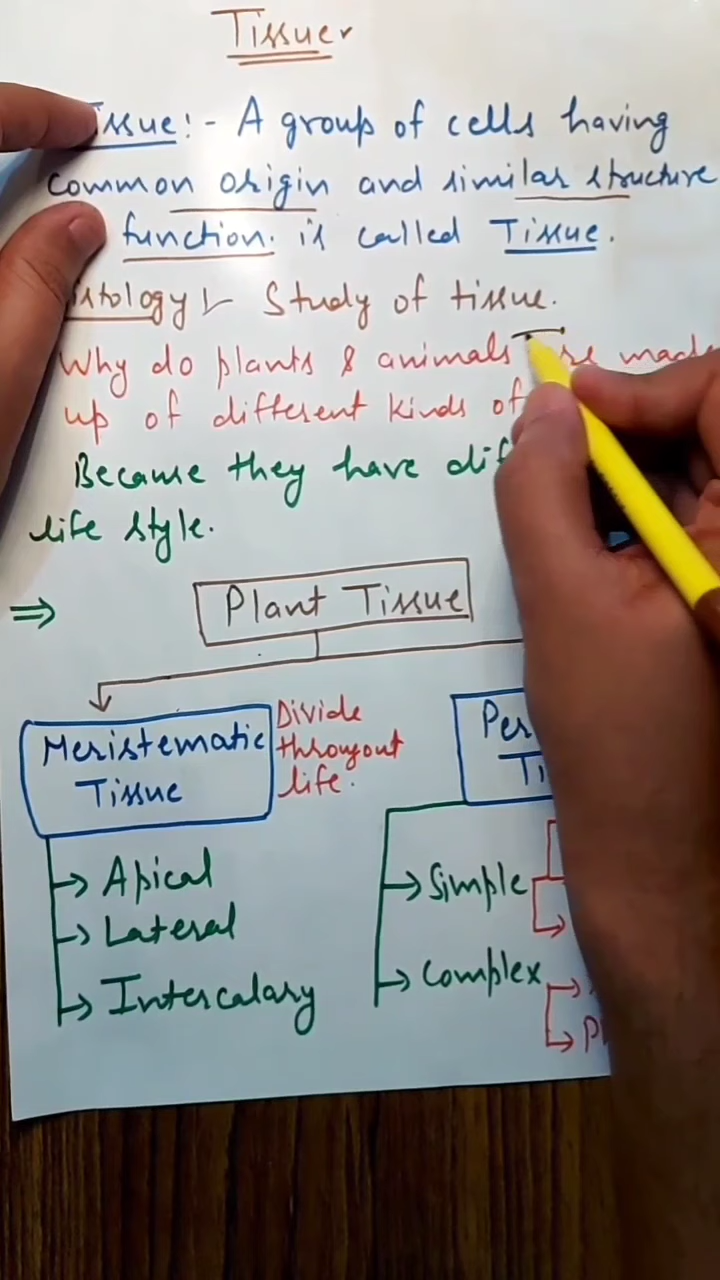 Tissue
Tissue:- A group of cells having
common origin and similar structure
function. is called Tissue.
Histology :- Study of tissue.
Why do plants & animals are made
up of different kinds of
Because they have
life style.
⇒ Plant Tissue
Meristematic
Tissue
Divide
throyout
life.
Apical
Lateral
Intercalary
Simple
Complex